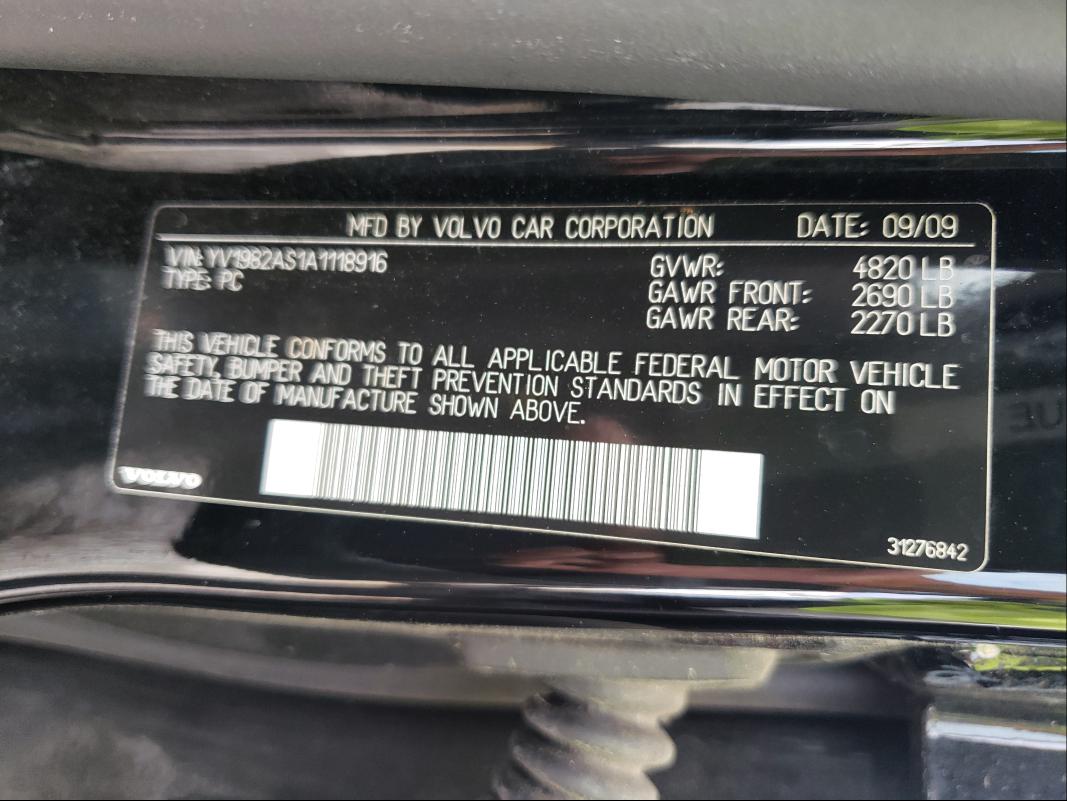 MFD BY VOLVO CAR CORPORATION DATE: 09/09
VIN: YV1982AS1A1118916
TYPE: PC
GVWR: 4820 LB
GAWR FRONT: 2690 LB
GAWR REAR: 2270 LB
THIS VEHICLE CONFORMS TO ALL APPLICABLE FEDERAL MOTOR VEHICLE
SAFETY, BUMPER AND THEFT PREVENTION STANDARDS IN EFFECT ON
THE DATE OF MANUFACTURE SHOWN ABOVE.
VOLVO
31276842